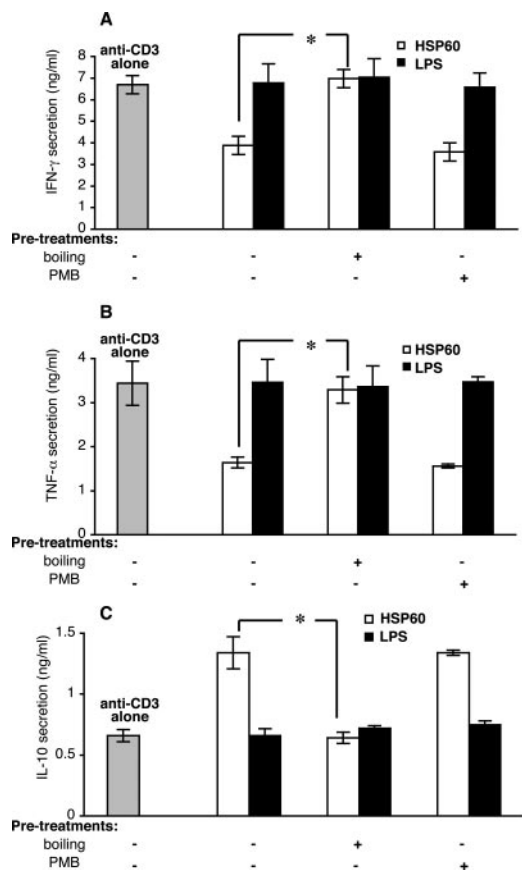 A
anti-CD3
alone
*
HSP60
LPS
IFN-γ secretion (ng/ml)
8
7
6
5
4
3
2
1
0
Pre-treatments:
boiling - - + -
PMB - - - +
B
anti-CD3
alone
*
HSP60
LPS
TNF-α secretion (ng/ml)
4
3
2
1
0
Pre-treatments:
boiling - - + -
PMB - - - +
C
*
HSP60
LPS
anti-CD3
alone
IL-10 secretion (ng/ml)
1.5
1
0.5
0
Pre-treatments:
boiling - - + -
PMB - - - +